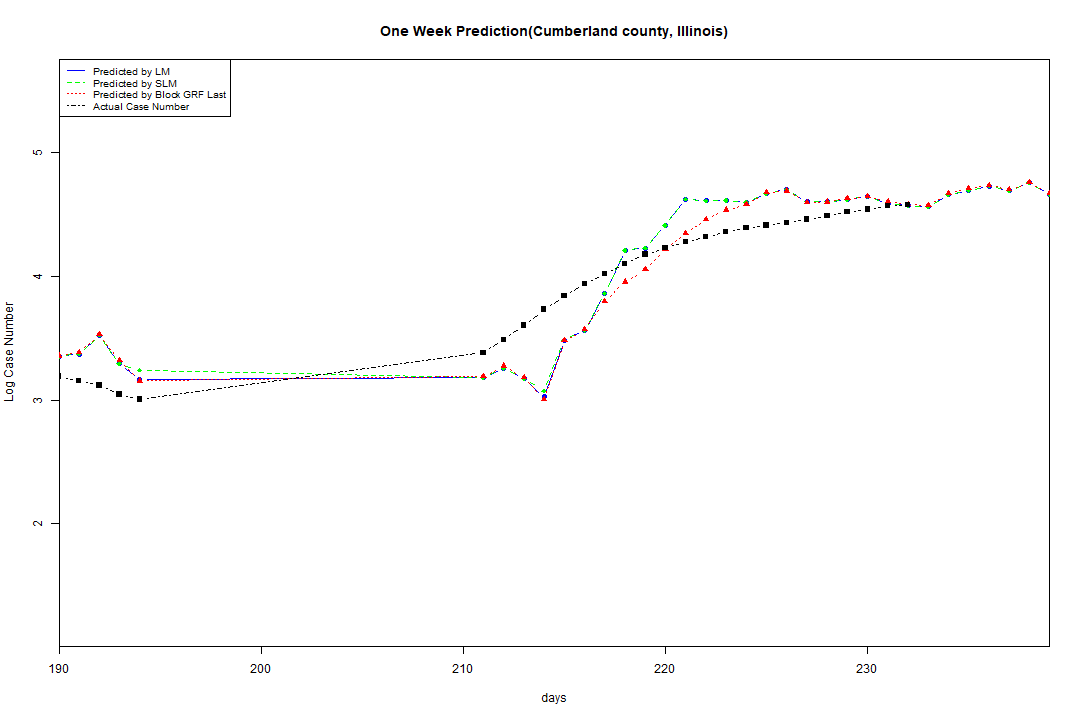 One Week Prediction(Cumberland county, Illinois)
Predicted by LM
Predicted by SLM
Predicted by Block GRF Last
Actual Case Number
5
4
3
2
Log Case Number
190 200 210 220 230
days